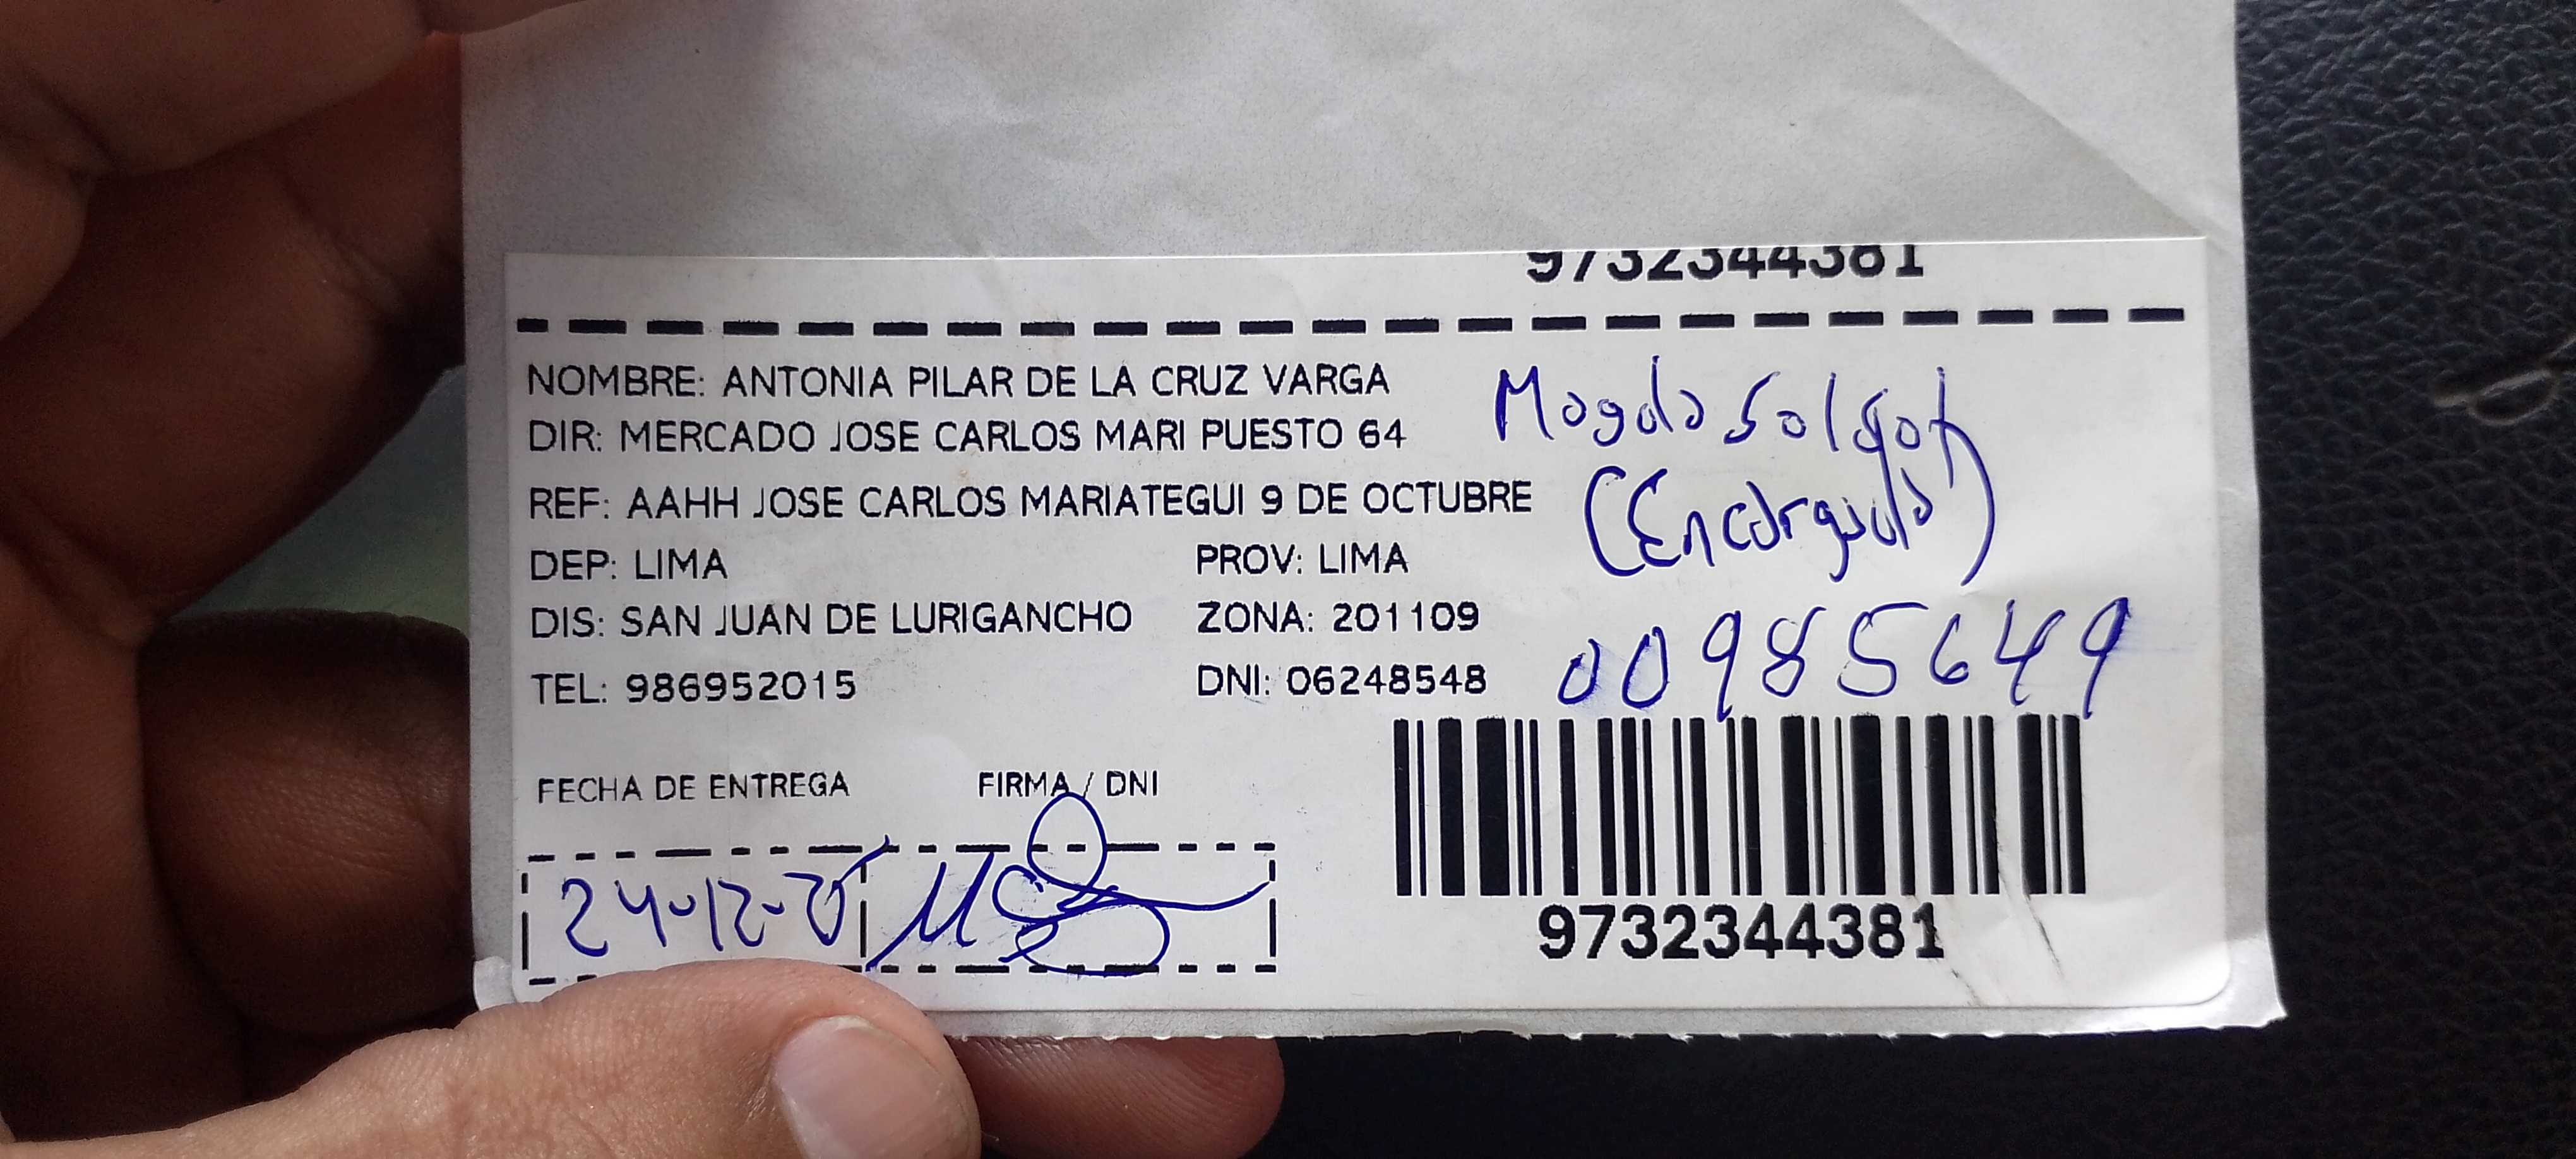 9732344381
NOMBRE: ANTONIA PILAR DE LA CRUZ VARGA
DIR: MERCADO JOSE CARLOS MARI PUESTO 64
REF: AAHH JOSE CARLOS MARIATEGUI 9 DE OCTUBRE
DEP: LIMA PROV: LIMA
DIS: SAN JUAN DE LURIGANCHO ZONA: 201109
TEL: 986952015 DNI: 06248548
Magda
(Encargada)
00985649
FECHA DE ENTREGA FIRMA / DNI
24-12-25
9732344381